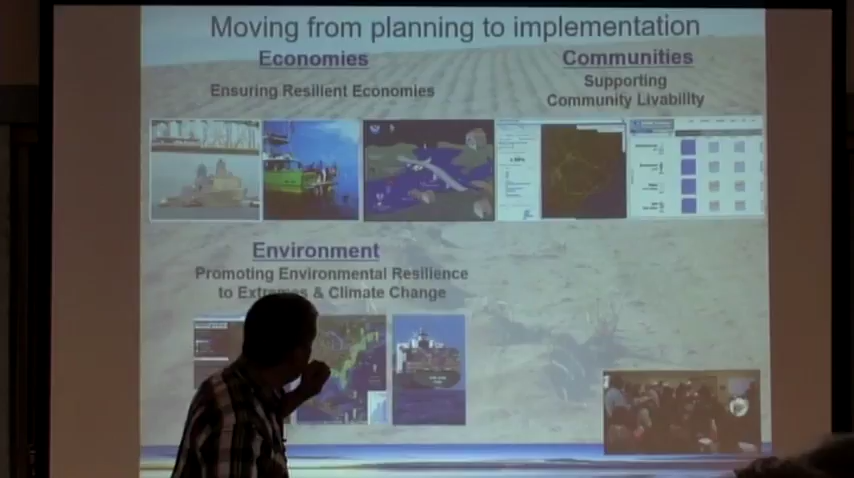 Moving from planning to implementation
Economies
Ensuring Resilient Economies
Communities
Supporting
Community Livability
Environment
Promoting Environmental Resilience
to & Climate Change